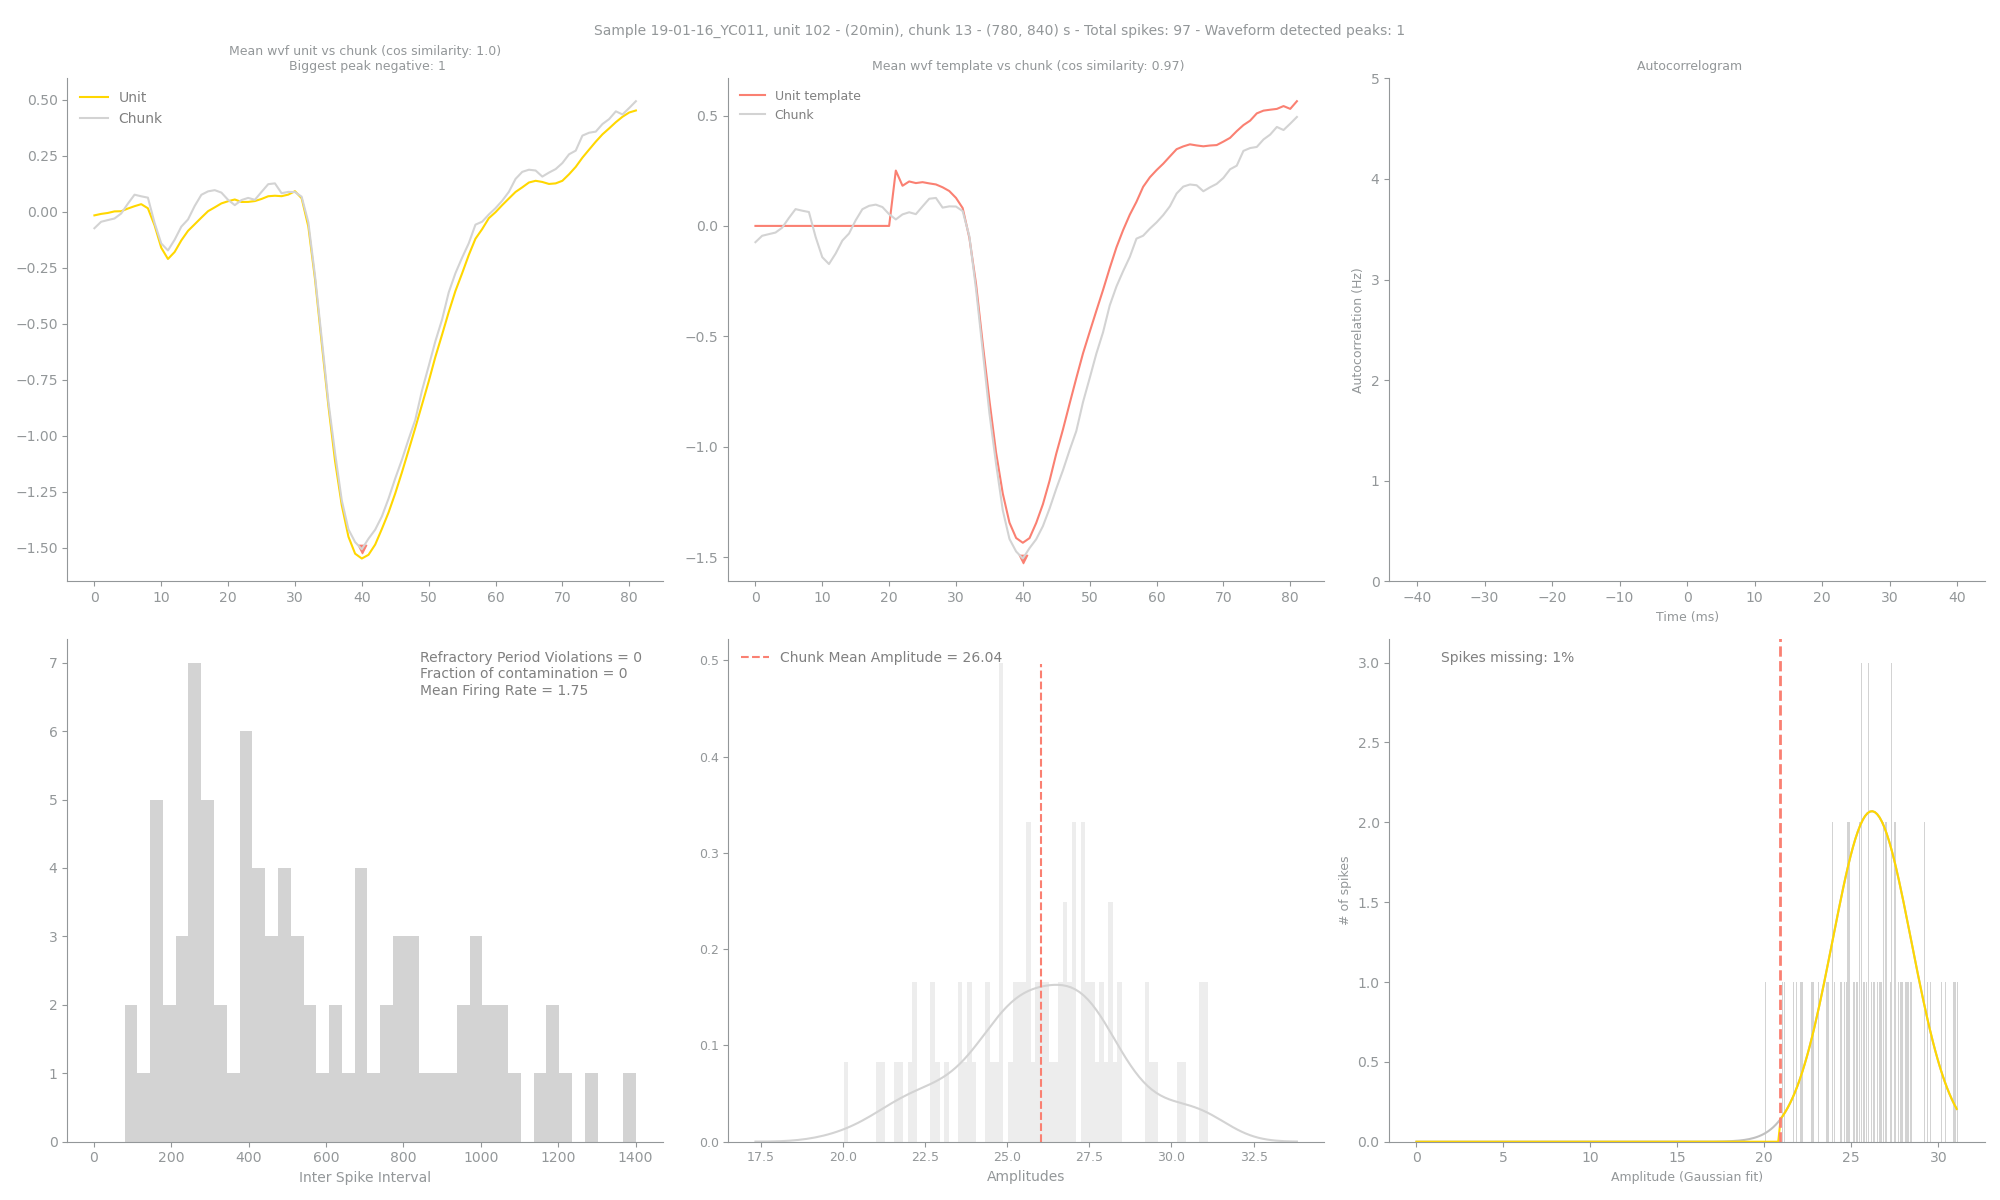 Sample 19-01-16_YC011, unit 102 - (20min), chunk 13 - (780, 840) s - Total spikes: 97 - Waveform detected peaks: 1
Mean wvf unit vs chunk (cos similarity: 1.0)
Biggest peak negative: 1
Unit
Chunk
0.50
0.25
0.00
−0.25
−0.50
−0.75
−1.00
−1.25
−1.50
0 10 20 30 40 50 60 70 80
Mean wvf template vs chunk (cos similarity: 0.97)
Unit template
Chunk
0.5
0.0
−0.5
−1.0
−1.5
0 10 20 30 40 50 60 70 80
Autocorrelogram
Autocorrelation (Hz)
5
4
3
2
1
0
−40 −30 −20 −10 0 10 20 30 40
Time (ms)
Refractory Period Violations = 0
Fraction of contamination = 0
Mean Firing Rate = 1.75
7
6
5
4
3
2
1
0
0 200 400 600 800 1000 1200 1400
Inter Spike Interval
Chunk Mean Amplitude = 26.04
0.5
0.4
0.3
0.2
0.1
0.0
17.5 20.0 22.5 25.0 27.5 30.0 32.5
Amplitudes
Spikes missing: 1%
# of spikes
3.0
2.5
2.0
1.5
1.0
0.5
0.0
0 5 10 15 20 25 30
Amplitude (Gaussian fit)